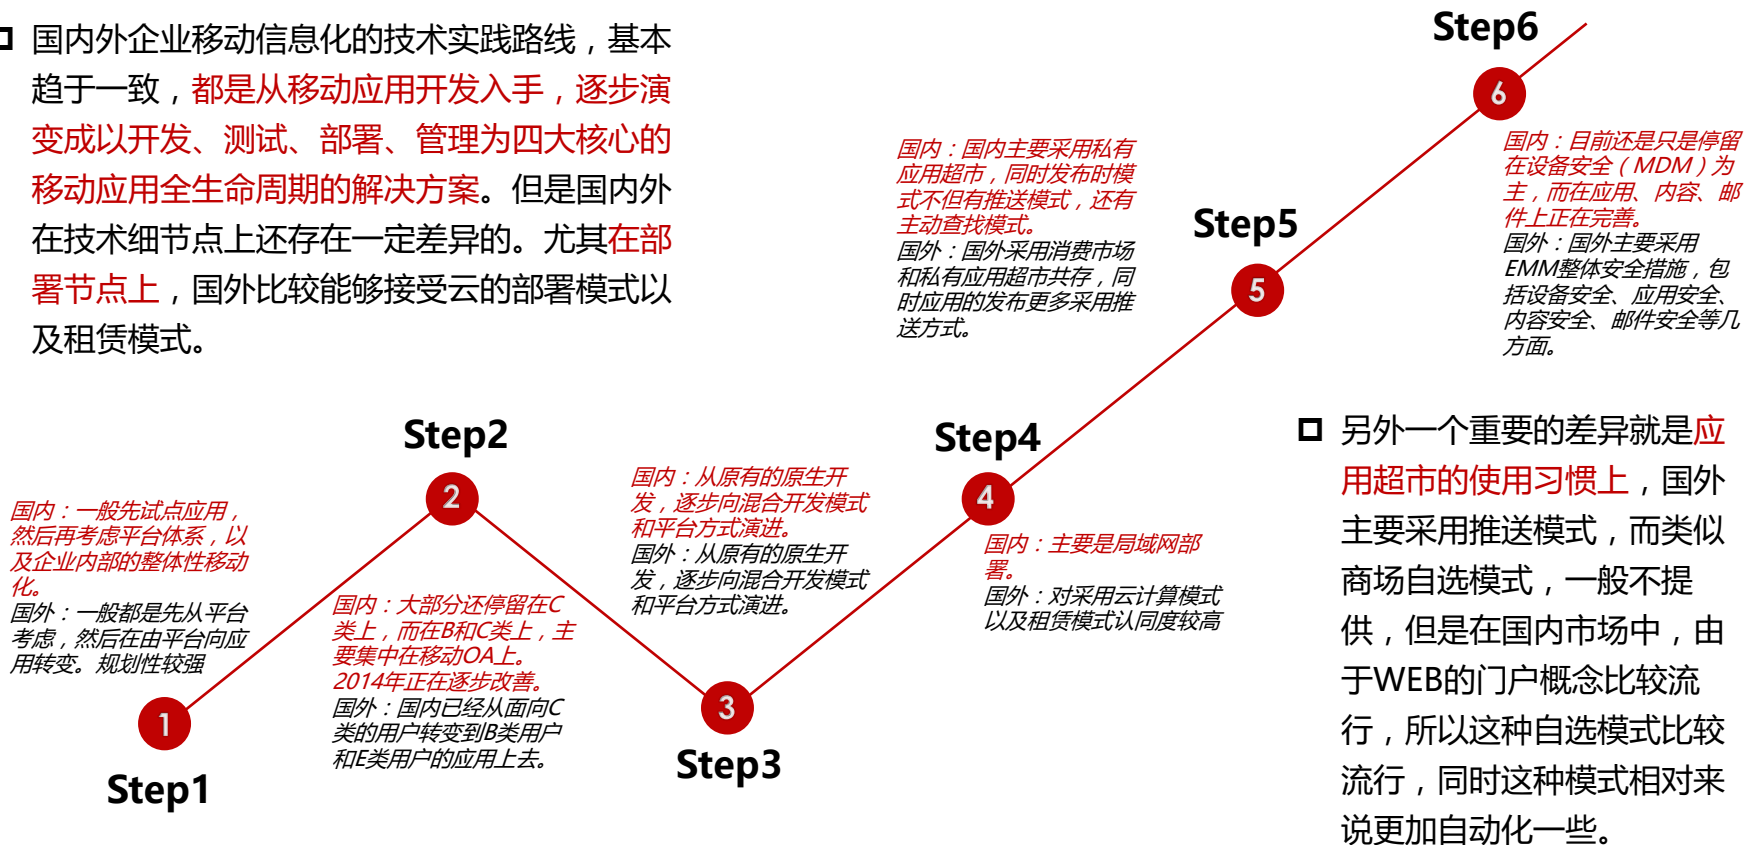 国内外企业移动信息化的技术实践路线，基本
趋于一致，都是从移动应用开发入手，逐步演
变成以开发、测试、部署、管理为四大核心的
移动应用全生命周期的解决方案。但是国内外
在技术细节点上还存在一定差异的。尤其在部
署节点上，国外比较能够接受云的部署模式以
及租赁模式。
1
Step1
国内：一般先试点应用，
然后再考虑平台体系，以
及企业内部的整体性移动
化。
国外：一般都是先从平台
考虑，然后在由平台向应
用转变。规划性较强
Step2
2
国内：大部分还停留在C
类上，而在B和C类上，主
要集中在移动OA上。
2014年正在逐步改善。
国外：国内已经从面向C
类的用户转变到B类用户
和E类用户的应用上去。
国内：从原有的原生开
发，逐步向混合开发模式
和平台方式演进。
国外：从原有的原生开
发，逐步向混合开发模式
和平台方式演进。
3
Step3
Step4
4
国内：主要是局域网部
署。
国外：对采用云计算模式
以及租赁模式认同度较高
国内：国内主要采用私有
应用超市，同时发布时模
式不但有推送模式，还有
主动查找模式。
国外：国外采用消费市场
和私有应用超市共存，同
时应用的发布更多采用推
送方式。
Step5
5
Step6
6
国内：目前还是只是停留
在设备安全（MDM）为
主，而在应用、内容、邮
件上正在完善。
国外：国外主要采用
EMM整体安全措施，包
括设备安全、应用安全、
内容安全、邮件安全等几
方面。
另外一个重要的差异就是应
用超市的使用习惯上，国外
主要采用推送模式，而类似
商场自选模式，一般不提
供，但是在国内市场中，由
于WEB的门户概念比较流
行，所以这种自选模式比较
流行，同时这种模式相对来
说更加自动化一些。